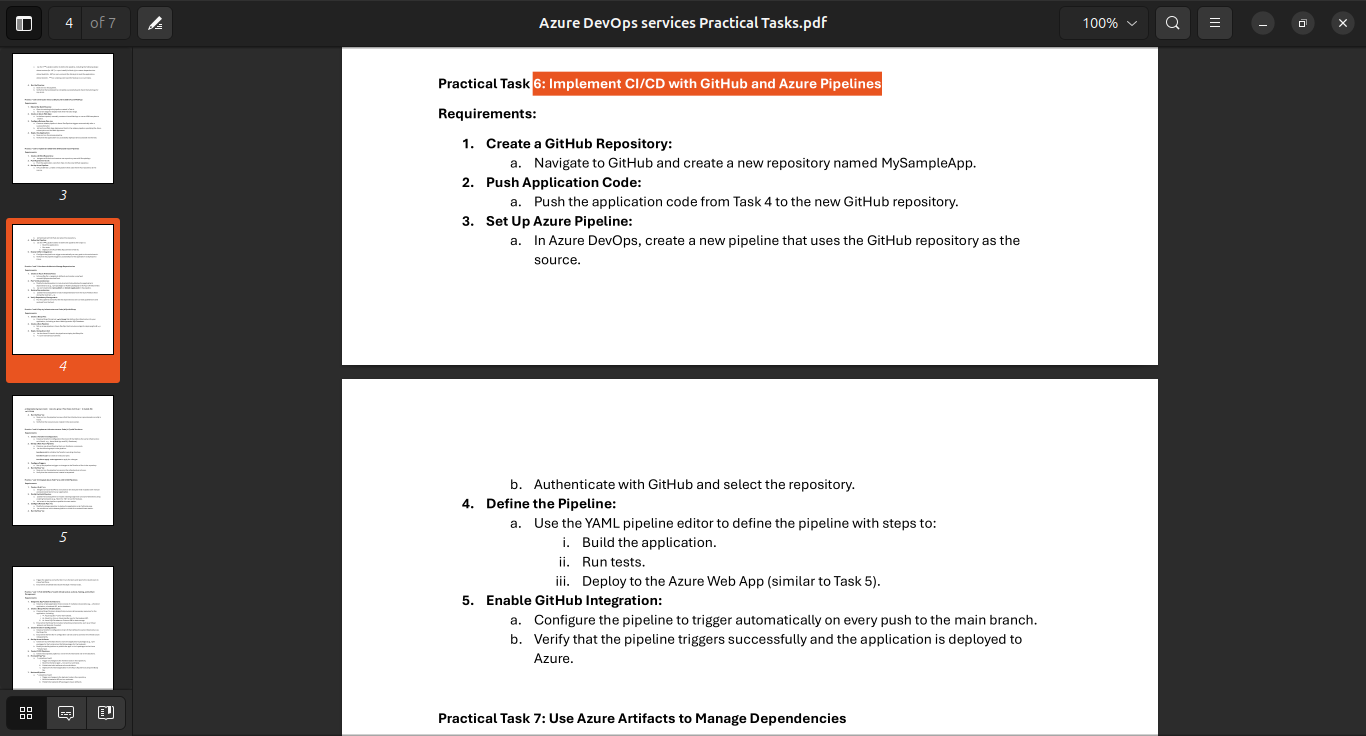 4 of 7
Azure DevOps services Practical Tasks.pdf
100%
3
4
5
Practical Task 6: Implement CI/CD with GitHub and Azure Pipelines
Requirements:
1. Create a GitHub Repository:
a. Navigate to GitHub and create a new repository named MySampleApp.
2. Push Application Code:
a. Push the application code from Task 4 to the new GitHub repository.
3. Set Up Azure Pipeline:
a. In Azure DevOps, create a new pipeline that uses the GitHub repository as the
source.
b. Authenticate with GitHub and select the repository.
4. Define the Pipeline:
a. Use the YAML pipeline editor to define the pipeline with steps to:
i. Build the application.
ii. Run tests.
iii. Deploy to the Azure Web App (similar to Task 5).
5. Enable GitHub Integration:
a. Configure the pipeline to trigger automatically on every push to the main branch.
b. Verify that the pipeline triggers successfully and the application is deployed to
Azure.
Practical Task 7: Use Azure Artifacts to Manage Dependencies